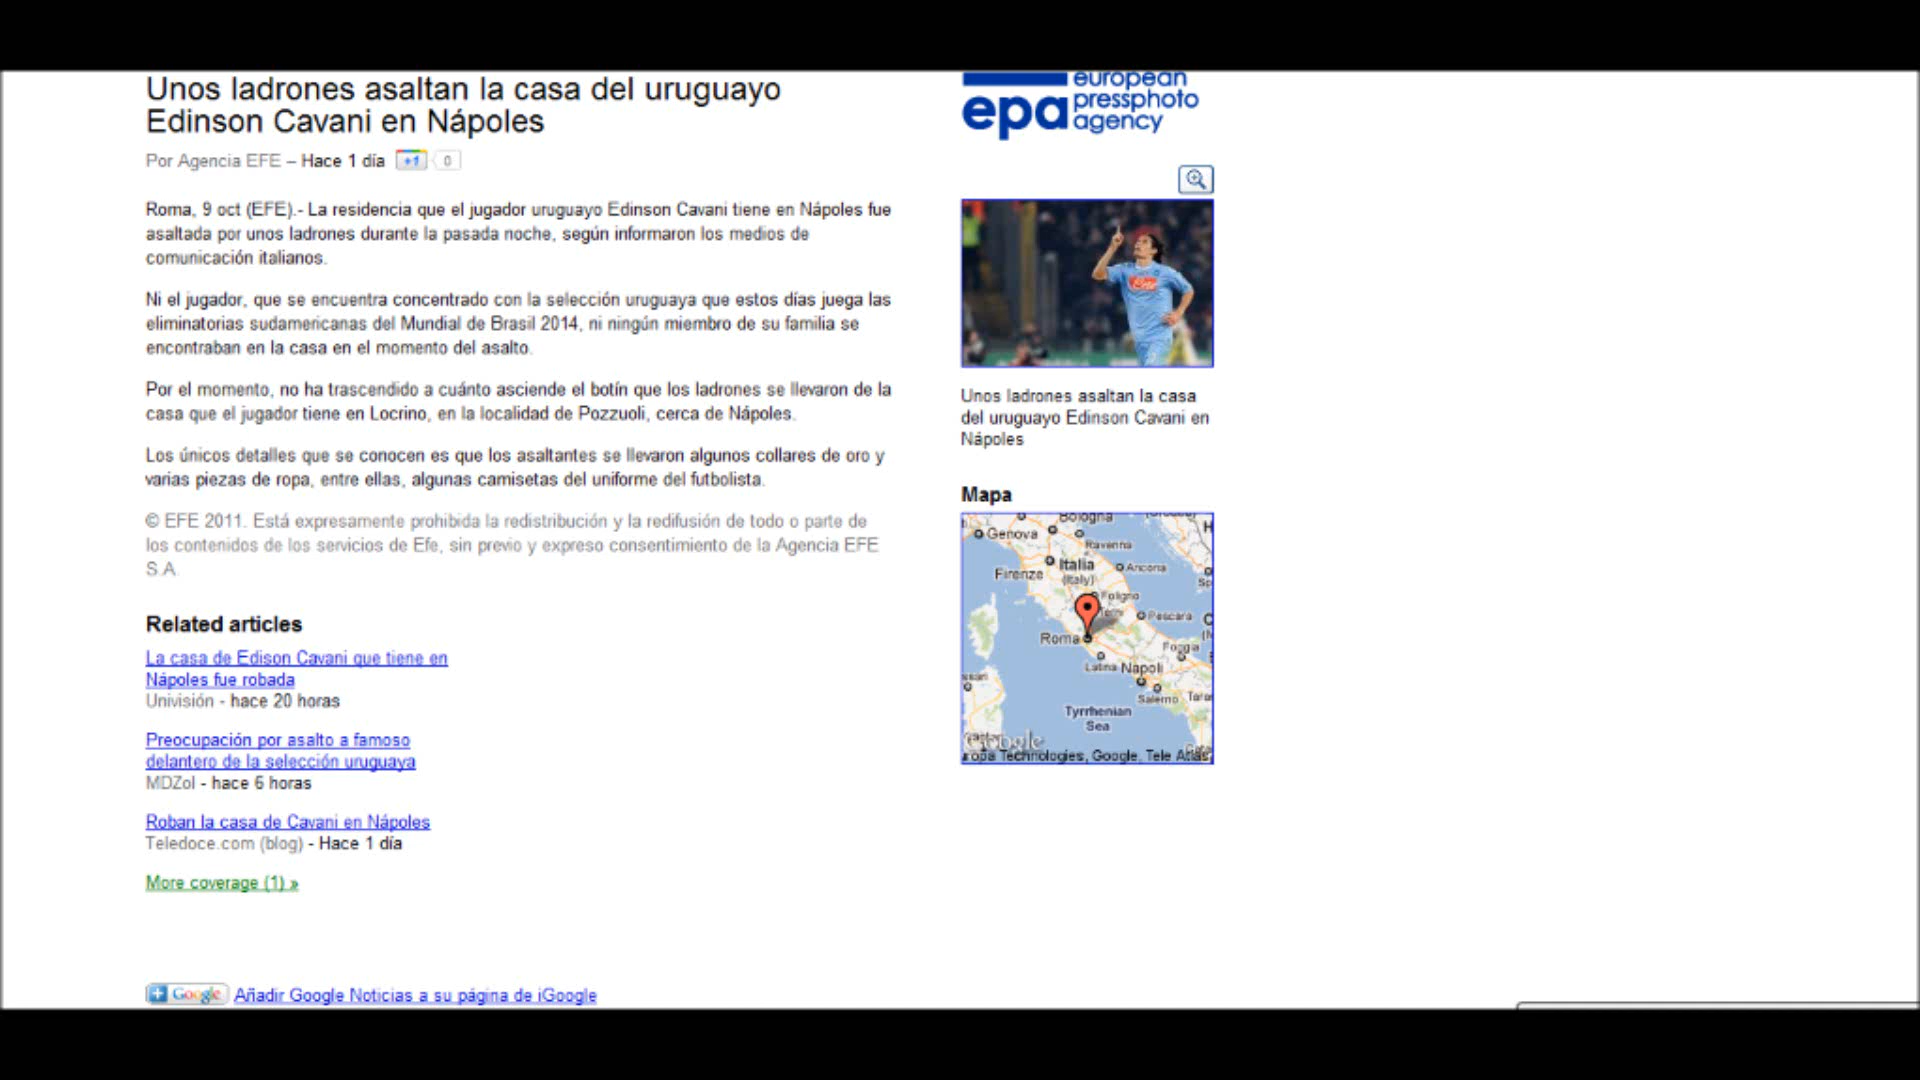 Unos ladrones asaltan la casa del uruguayo
Edinson Cavani en Nápoles
Por Agencia EFE – Hace 1 día +1 0
Roma, 9 oct (EFE).- La residencia que el jugador uruguayo Edinson Cavani tiene en Nápoles fue
asaltada por unos ladrones durante la pasada noche, según informaron los medios de
comunicación italianos.
Ni el jugador, que se encuentra concentrado con la selección uruguaya que estos días juega las
eliminatorias sudamericanas del Mundial de Brasil 2014, ni ningún miembro de su familia se
encontraban en la casa en el momento del asalto.
Por el momento, no ha trascendido a cuánto asciende el botín que los ladrones se llevaron de la
casa que el jugador tiene en Locrino, en la localidad de Pozzuoli, cerca de Nápoles.
Los únicos detalles que se conocen es que los asaltantes se llevaron algunos collares de oro y
varias piezas de ropa, entre ellas, algunas camisetas del uniforme del futbolista.
© EFE 2011. Está expresamente prohibida la redistribución y la redifusión de todo o parte de
los contenidos de los servicios de Efe, sin previo y expreso consentimiento de la Agencia EFE
S.A.
Related articles
La casa de Edison Cavani que tiene en
Nápoles fue robada
Univisión - hace 20 horas
Preocupación por asalto a famoso
delantero de la selección uruguaya
MDZol - hace 6 horas
Roban la casa de Cavani en Nápoles
Teledoce.com (blog) - Hace 1 día
More coverage (1) »
Google Añadir Google Noticias a su página de iGoogle
epa european
pressphoto
agency
Unos ladrones asaltan la casa
del uruguayo Edinson Cavani en
Nápoles
Mapa
Bologna
Genova
Ravenna
Italia
(Italy)
Ancona
Firenze
Foligno
Terni
Pescara
Roma
Foggia
Latina
Napoli
Salerno
Tyrrhenian
Sea
Google
ropa Technologies, Google, Tele Atlas